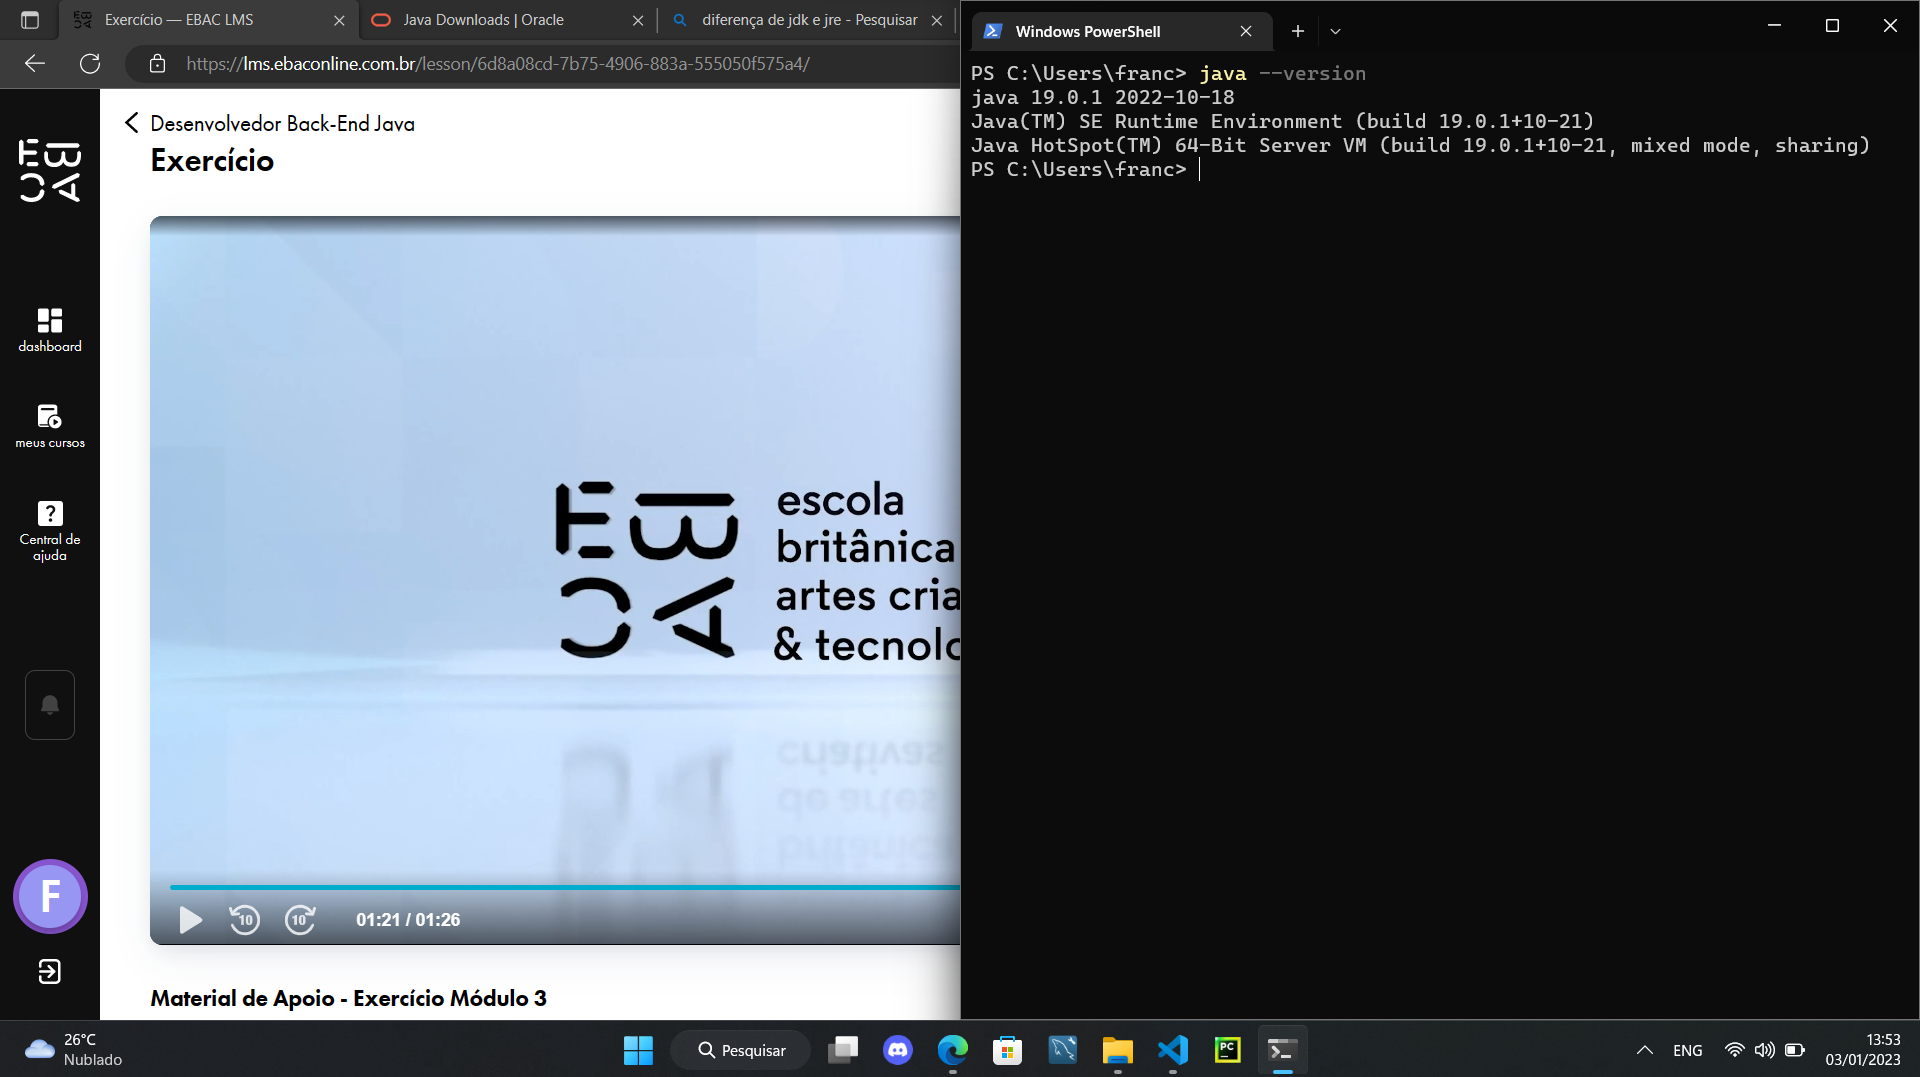 Exercício — EBAC LMS
Java Downloads | Oracle
diferença de jdk e jre - Pesquisar
https://lms.ebaconline.com.br/lesson/6d8a08cd-7b75-4906-883a-555050f575a4/
Desenvolvedor Back-End Java
Exercício
dashboard
meus cursos
Central de
ajuda
F
escola
britânica
artes cria
& tecnolo
criativas
de artes
britânica
10
10
01:21 / 01:26
Material de Apoio - Exercício Módulo 3
Windows PowerShell
PS C:\Users\franc> java --version
java 19.0.1 2022-10-18
Java(TM) SE Runtime Environment (build 19.0.1+10-21)
Java HotSpot(TM) 64-Bit Server VM (build 19.0.1+10-21, mixed mode, sharing)
PS C:\Users\franc>
26°C
Nublado
Pesquisar
PC
ENG
13:53
03/01/2023